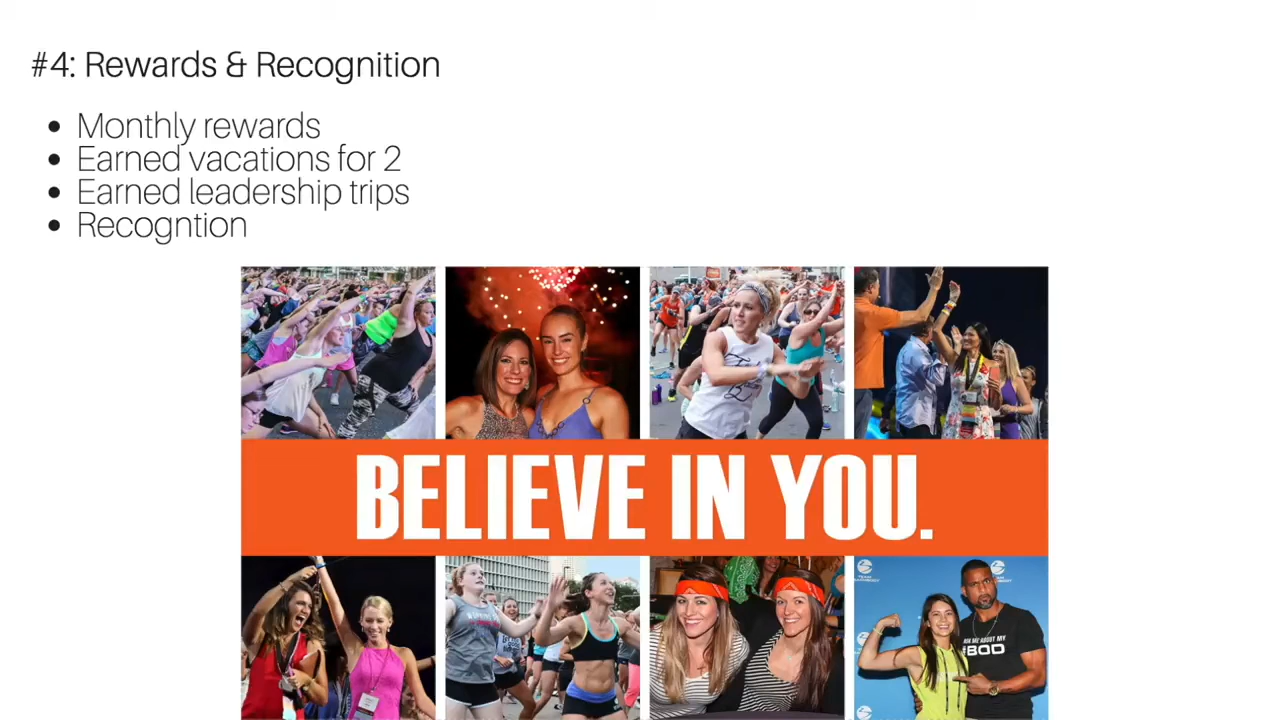 #4: Rewards & Recognition
• Monthly rewards
• Earned vacations for 2
• Earned leadership trips
• Recogntion
BELIEVE IN YOU.
TEAM
ASK ME ABOUT MY
BOD